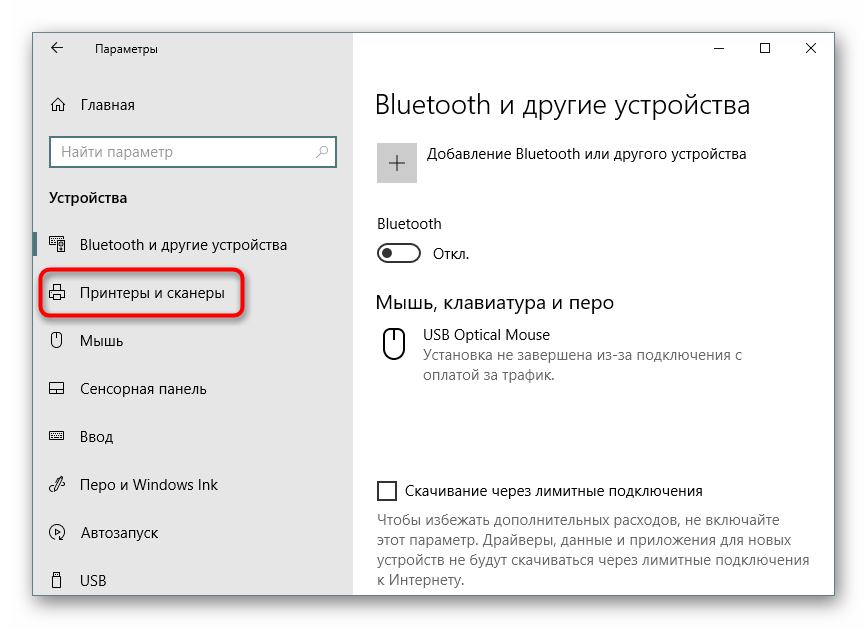 Параметры
Главная
Найти параметр
Устройства
Bluetooth и другие устройства
Принтеры и сканеры
Мышь
Сенсорная панель
Ввод
Перо и Windows Ink
Автозапуск
USB
Bluetooth и другие устройства
Добавление Bluetooth или другого устройства
Bluetooth
Откл.
Мышь, клавиатура и перо
USB Optical Mouse
Установка не завершена из-за подключения с
оплатой за трафик.
Скачивание через лимитные подключения
Чтобы избежать дополнительных расходов, не включайте
этот параметр. Драйверы, данные и приложения для новых
устройств не будут скачиваться через лимитные подключения
к Интернету.